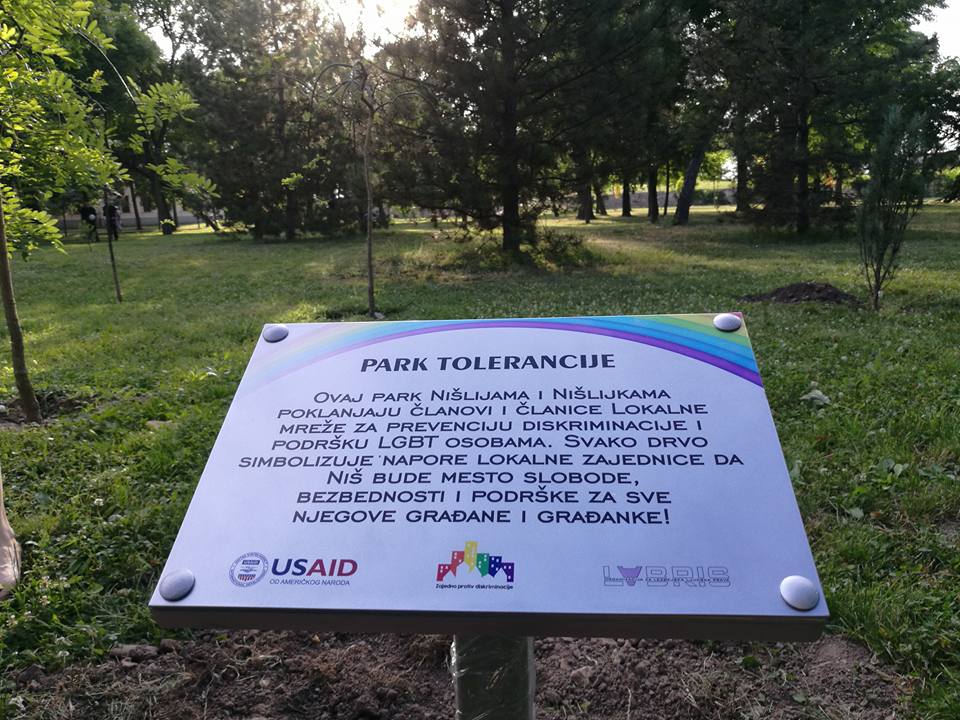 PARK TOLERANCIJE
Ovaj park Nišlijama i Nišlijkama
poklanjaju članovi i članice Lokalne
mreže za prevenciju diskriminacije i
podršku LGBT osobama. Svako drvo
simbolizuje napore lokalne zajednice da
Niš bude mesto slobode,
bezbednosti i podrške za sve
njegove građane i građanke!
USAID
OD AMERIČKOG NARODA
Zajedno protiv diskriminacije
LABRIS